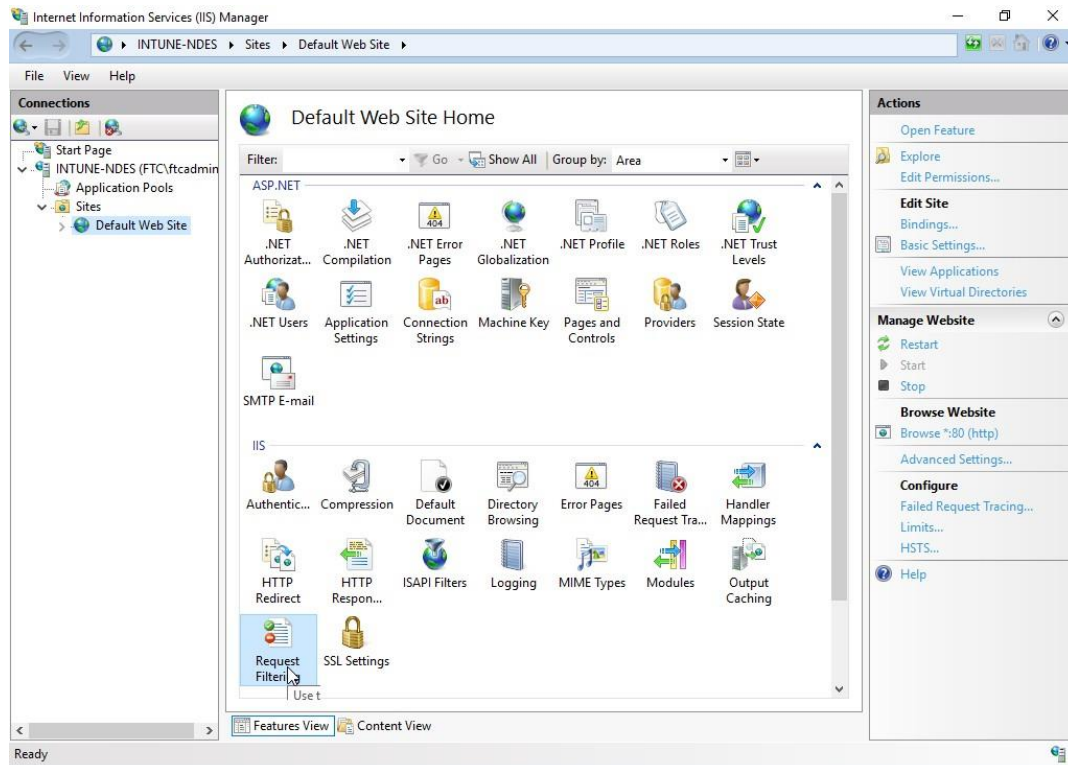 Internet Information Services (IIS) Manager
INTUNE-NDES Sites Default Web Site
File View Help
Connections
Start Page
INTUNE-NDES (FTC\ftcadmin
Application Pools
Sites
Default Web Site
Default Web Site Home
Filter: Go Show All Group by: Area
ASP.NET
.NET Authorizat...
.NET Compilation
.NET Error Pages
.NET Globalization
.NET Profile
.NET Roles
.NET Trust Levels
.NET Users
Application Settings
Connection Strings
Machine Key
Pages and Controls
Providers
Session State
SMTP E-mail
IIS
Authentic...
Compression
Default Document
Directory Browsing
Error Pages
Failed Request Tra...
Handler Mappings
HTTP Redirect
HTTP Respon...
ISAPI Filters
Logging
MIME Types
Modules
Output Caching
Request Filtering
SSL Settings
Use t
Features View Content View
Actions
Open Feature
Explore
Edit Permissions...
Edit Site
Bindings...
Basic Settings...
View Applications
View Virtual Directories
Manage Website
Restart
Start
Stop
Browse Website
Browse *:80 (http)
Advanced Settings...
Configure
Failed Request Tracing...
Limits...
HSTS...
Help
Ready